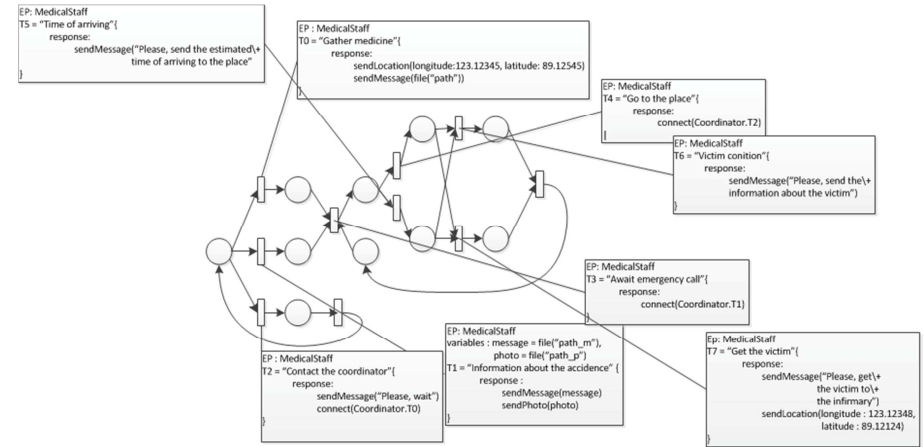 EP: MedicalStaff
T5 = "Time of arriving"{
response:
sendMessage("Please, send the estimated\+
time of arriving to the place"
}
EP : MedicalStaff
T0 = "Gather medicine"{
response:
sendLocation(longitude:123.12345, latitude: 89.12545)
sendMessage(file("path"))
}
EP: MedicalStaff
T4 = "Go to the place"{
response:
connect(Coordinator.T2)
}
EP: MedicalStaff
T6 = "Victim conition"{
response:
sendMessage("Please, send the\+
information about the victim")
}
EP: MedicalStaff
T3 = "Await emergency call"{
response:
connect(Coordinator.T1)
}
EP : MedicalStaff
T2 = "Contact the coordinator"{
response:
sendMessage("Please, wait")
connect(Coordinator.T0)
}
EP: MedicalStaff
variables : message = file("path_m"),
photo = file("path_p")
T1 = "Information about the accidence" {
response :
sendMessage(message)
sendPhoto(photo)
}
Ep: MedicalStaff
T7 = "Get the victim"{
response:
sendMessage("Please, get\+
the victim to\+
the infirmary")
sendLocation(longitude : 123.12348,
latitude : 89.12124)
}